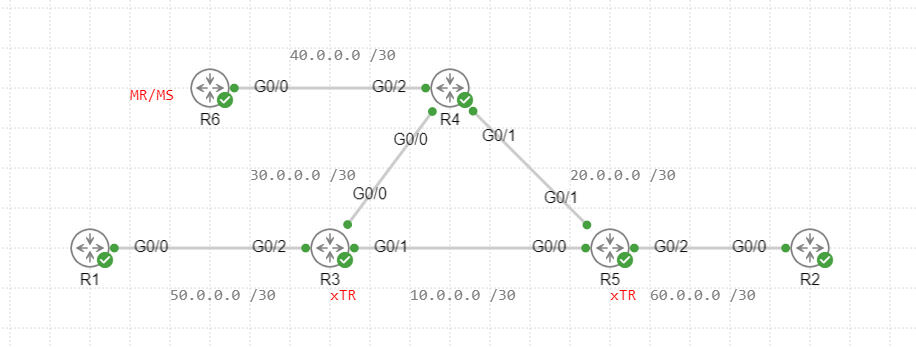 40.0.0.0 /30
MR/MS
G0/0
G0/2
R6
R4
G0/0
G0/1
30.0.0.0 /30
20.0.0.0 /30
G0/0
G0/1
G0/0
G0/2
G0/1
G0/0
G0/2
G0/0
R1
R3
R5
R2
50.0.0.0 /30
xTR
10.0.0.0 /30
xTR
60.0.0.0 /30